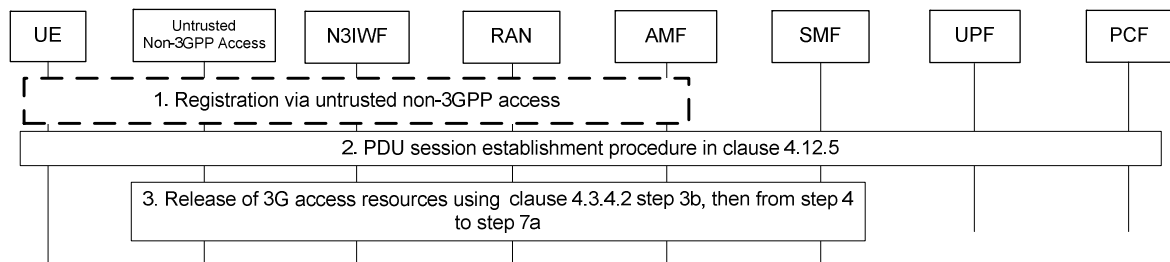 UE
Untrusted
Non-3GPP Access
N3IWF
RAN
AMF
SMF
UPF
PCF
1. Registration via untrusted non-3GPP access
2. PDU session establishment procedure in clause 4.12.5
3. Release of 3G access resources using clause 4.3.4.2 step 3b, then from step 4
to step 7a